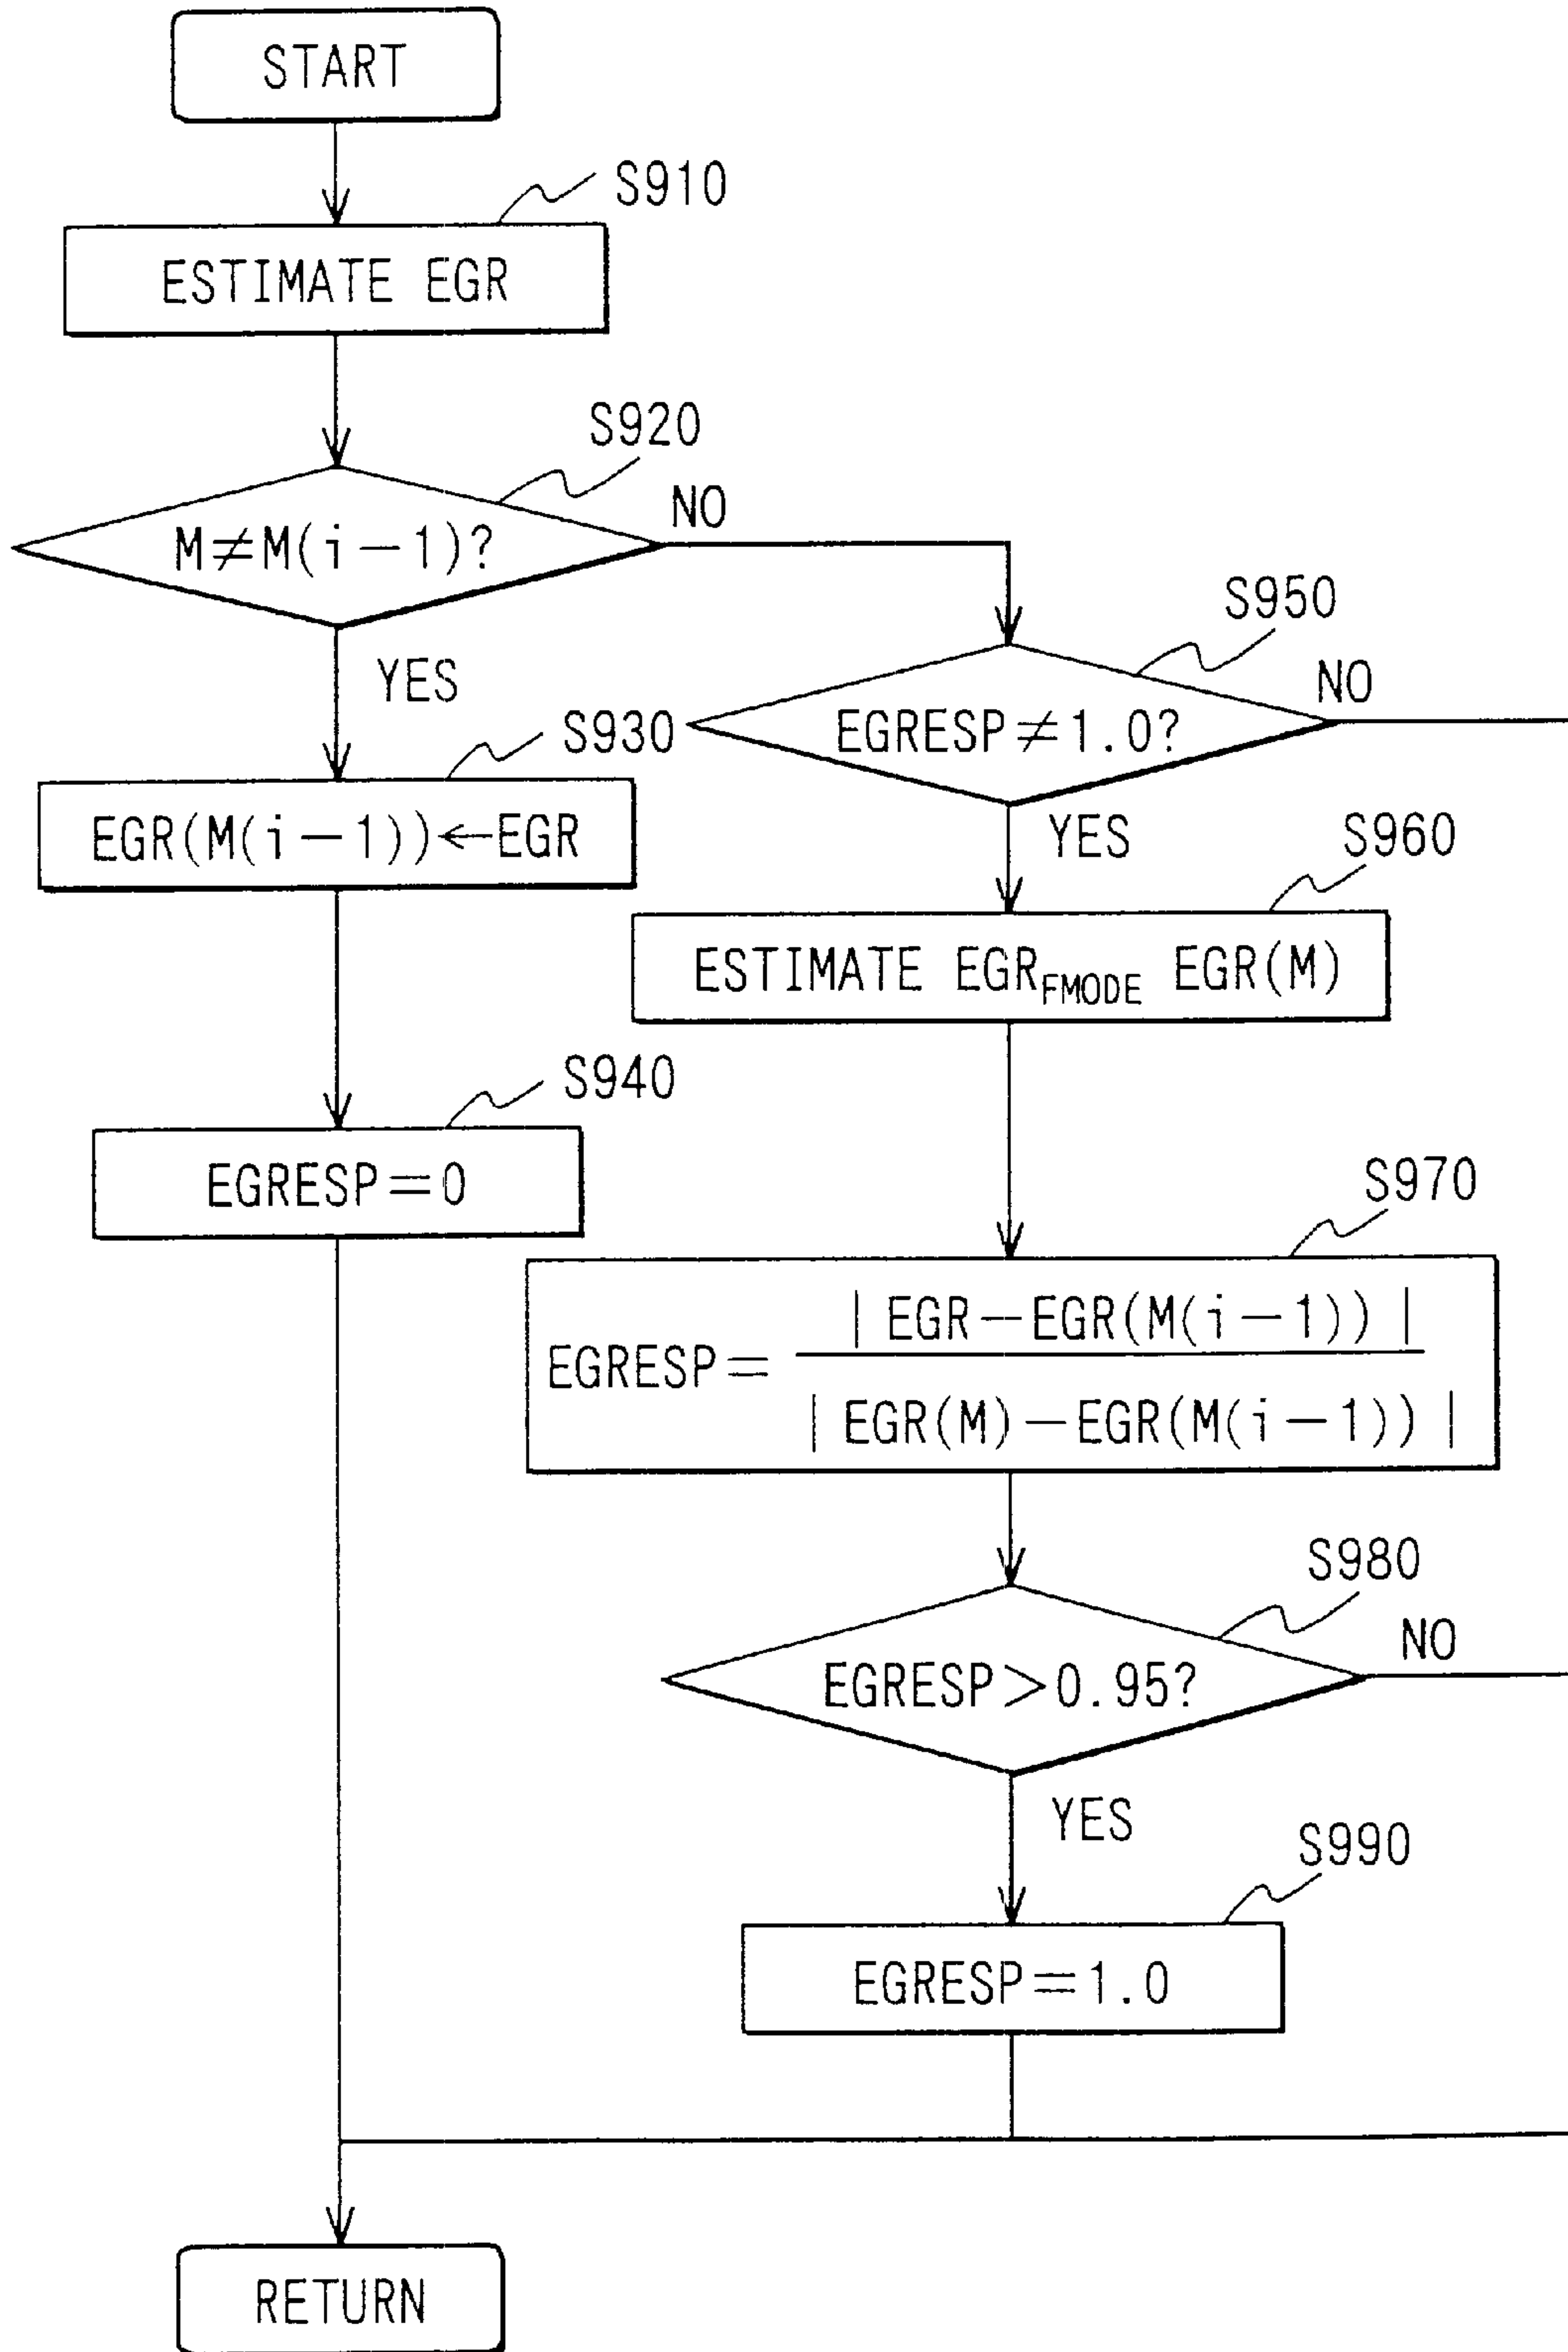 START
S910
ESTIMATE EGR
S920
M≠M(i−1)?
NO
YES
S950
EGRESP≠1.0?
NO
YES
S930
EGR(M(i−1))←EGR
S960
ESTIMATE EGR_FMODE EGR(M)
S940
EGRESP=0
S970
EGRESP=
| EGR−EGR(M(i−1)) |
| EGR(M)−EGR(M(i−1)) |
S980
EGRESP>0.95?
NO
YES
S990
EGRESP=1.0
RETURN